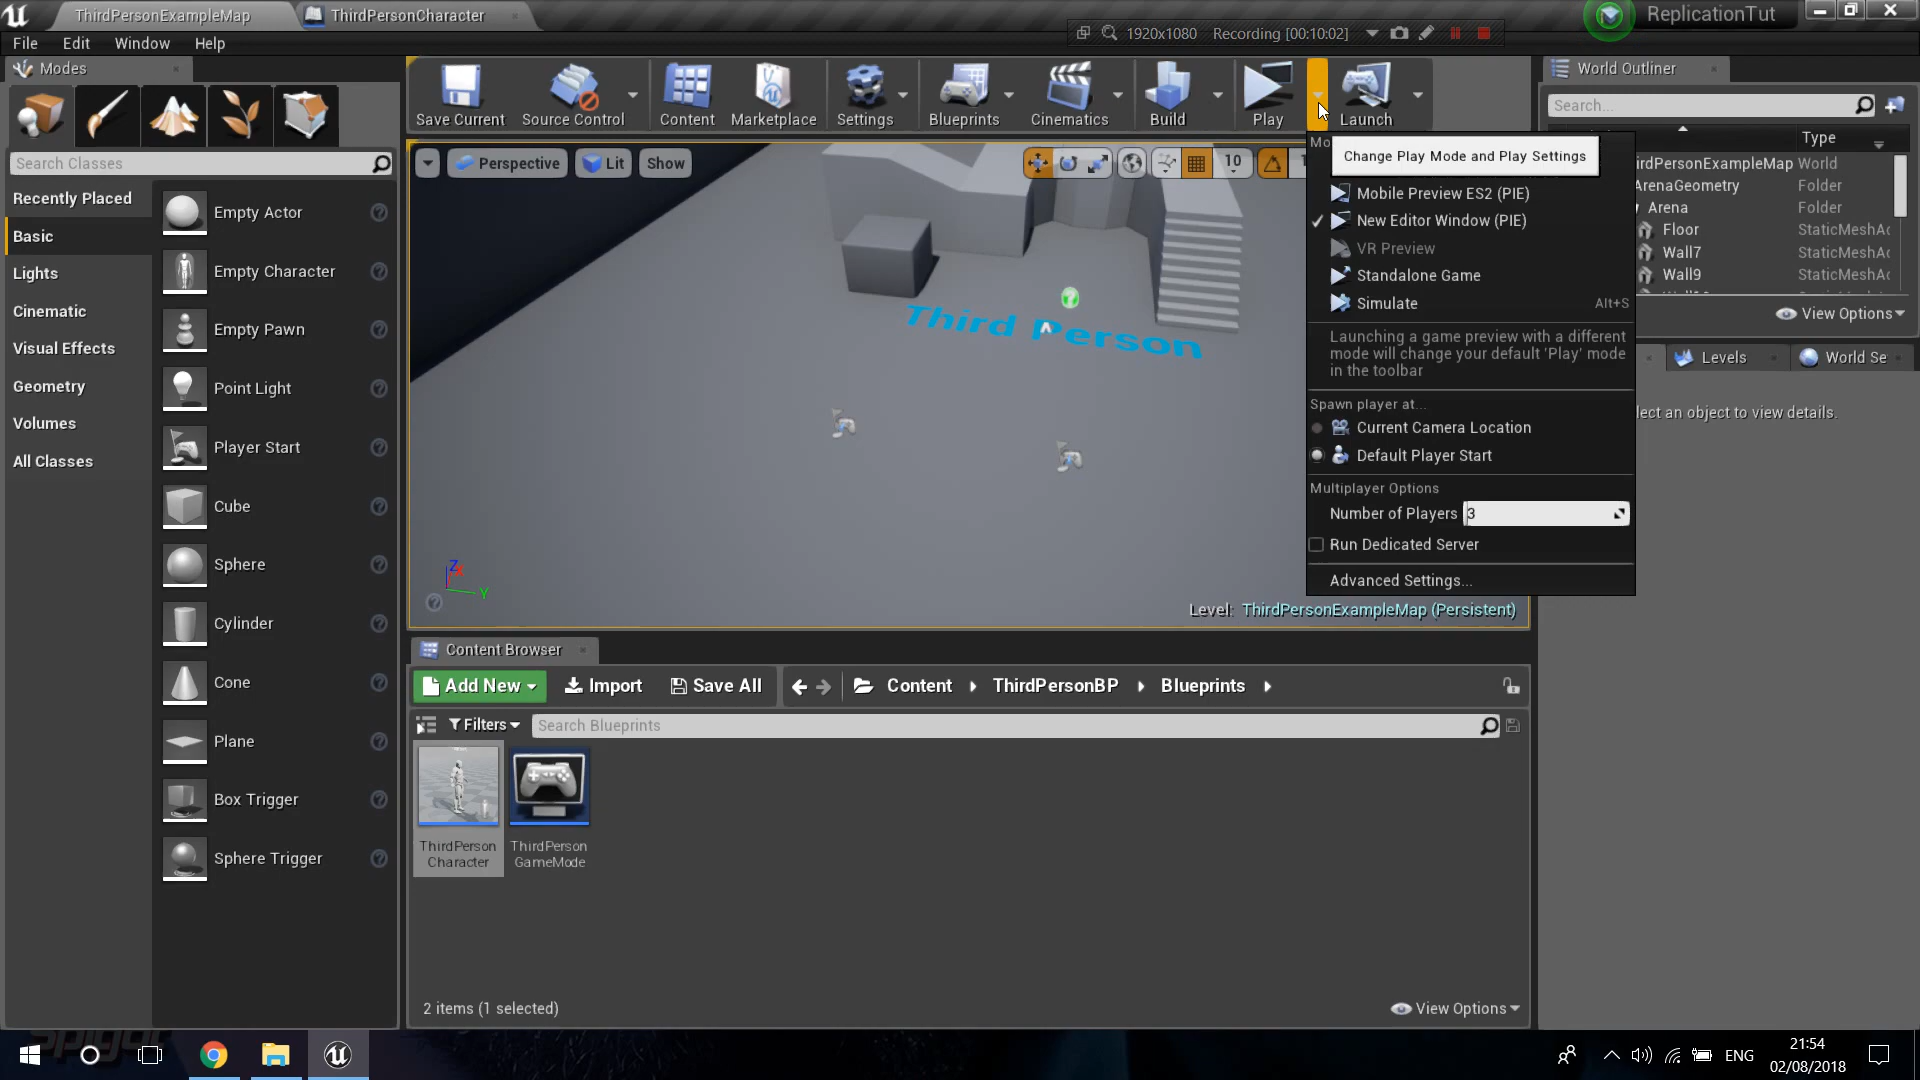 ThirdPersonExampleMap
ThirdPersonCharacter
ReplicationTut
1920x1080
Recording [00:10:02]
File
Edit
Window
Help
Modes
World Outliner
Save Current
Source Control
Content
Marketplace
Settings
Blueprints
Cinematics
Build
Play
Launch
Search...
Type
Search Classes
Perspective
Lit
Show
10
Mo
Change Play Mode and Play Settings
Mobile Preview ES2 (PIE)
New Editor Window (PIE)
VR Preview
Standalone Game
Simulate
Alt+S
Launching a game preview with a different
mode will change your default 'Play' mode
in the toolbar
Spawn player at...
Current Camera Location
Default Player Start
Multiplayer Options
Number of Players
3
Run Dedicated Server
Advanced Settings...
irdPersonExampleMap
World
ArenaGeometry
Folder
Arena
Folder
Floor
StaticMeshAc
Wall7
StaticMeshAc
Wall9
StaticMeshAc
View Options
Levels
World Se
lect an object to view details.
Recently Placed
Basic
Lights
Cinematic
Visual Effects
Geometry
Volumes
All Classes
Empty Actor
Empty Character
Empty Pawn
Point Light
Player Start
Cube
Sphere
Cylinder
Cone
Plane
Box Trigger
Sphere Trigger
Third Person
Z
X
Y
Level: ThirdPersonExampleMap (Persistent)
Content Browser
Add New
Import
Save All
Content
ThirdPersonBP
Blueprints
Filters
Search Blueprints
ThirdPerson
Character
ThirdPerson
GameMode
2 items (1 selected)
View Options
ENG
21:54
02/08/2018